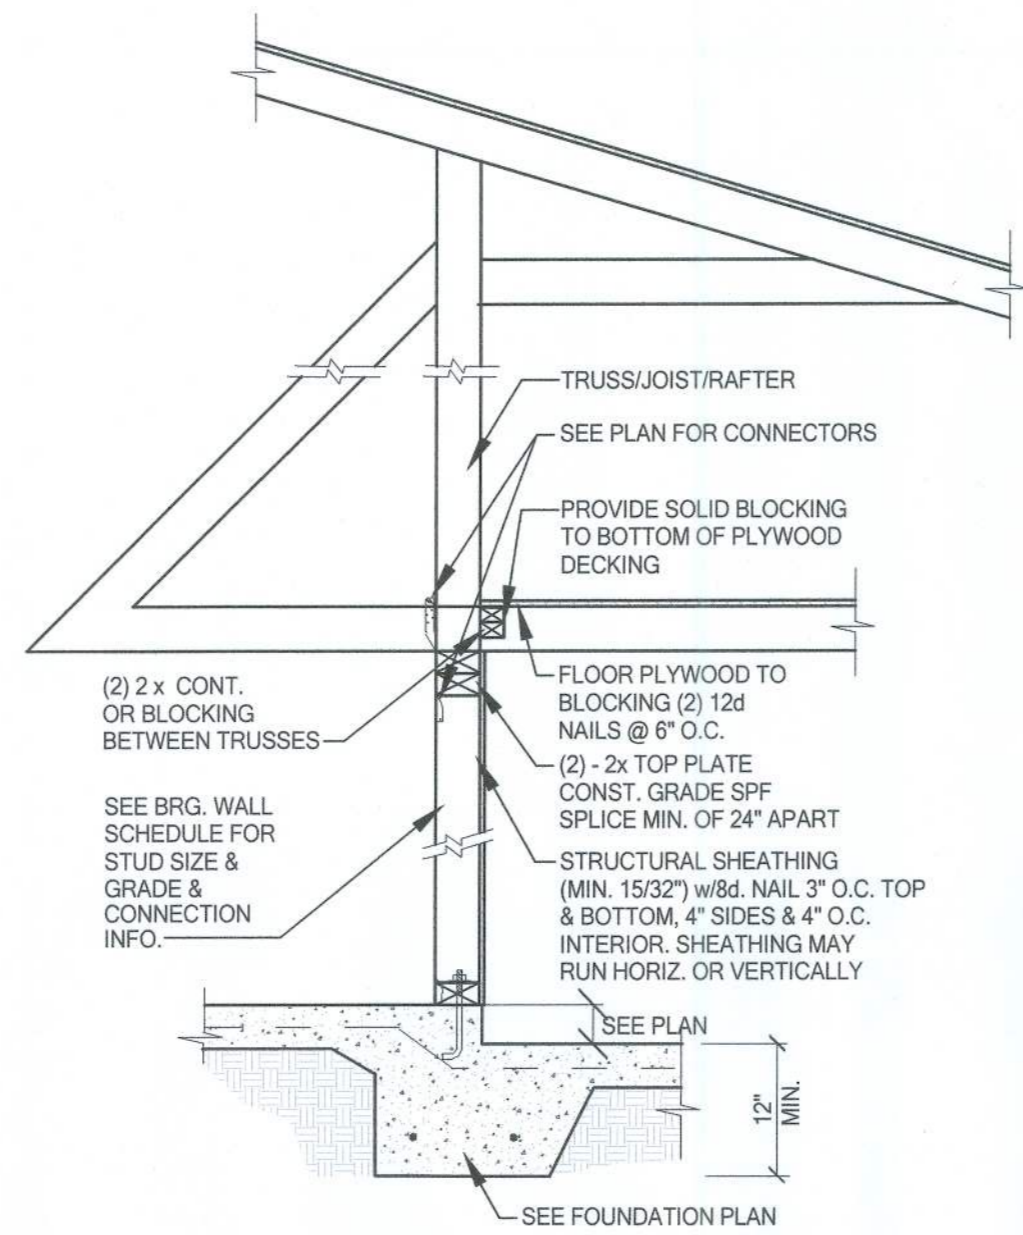 TRUSS/JOIST/RAFTER
SEE PLAN FOR CONNECTORS
PROVIDE SOLID BLOCKING
TO BOTTOM OF PLYWOOD
DECKING
(2) 2 x CONT.
OR BLOCKING
BETWEEN TRUSSES
FLOOR PLYWOOD TO
BLOCKING (2) 12d
NAILS @ 6" O.C.
(2) - 2x TOP PLATE
CONST. GRADE SPF
SPLICE MIN. OF 24" APART
SEE BRG. WALL
SCHEDULE FOR
STUD SIZE &
GRADE &
CONNECTION
INFO.
STRUCTURAL SHEATHING
(MIN. 15/32") w/8d. NAIL 3" O.C. TOP
& BOTTOM, 4" SIDES & 4" O.C.
INTERIOR. SHEATHING MAY
RUN HORIZ. OR VERTICALLY
SEE PLAN
12"
MIN.
SEE FOUNDATION PLAN